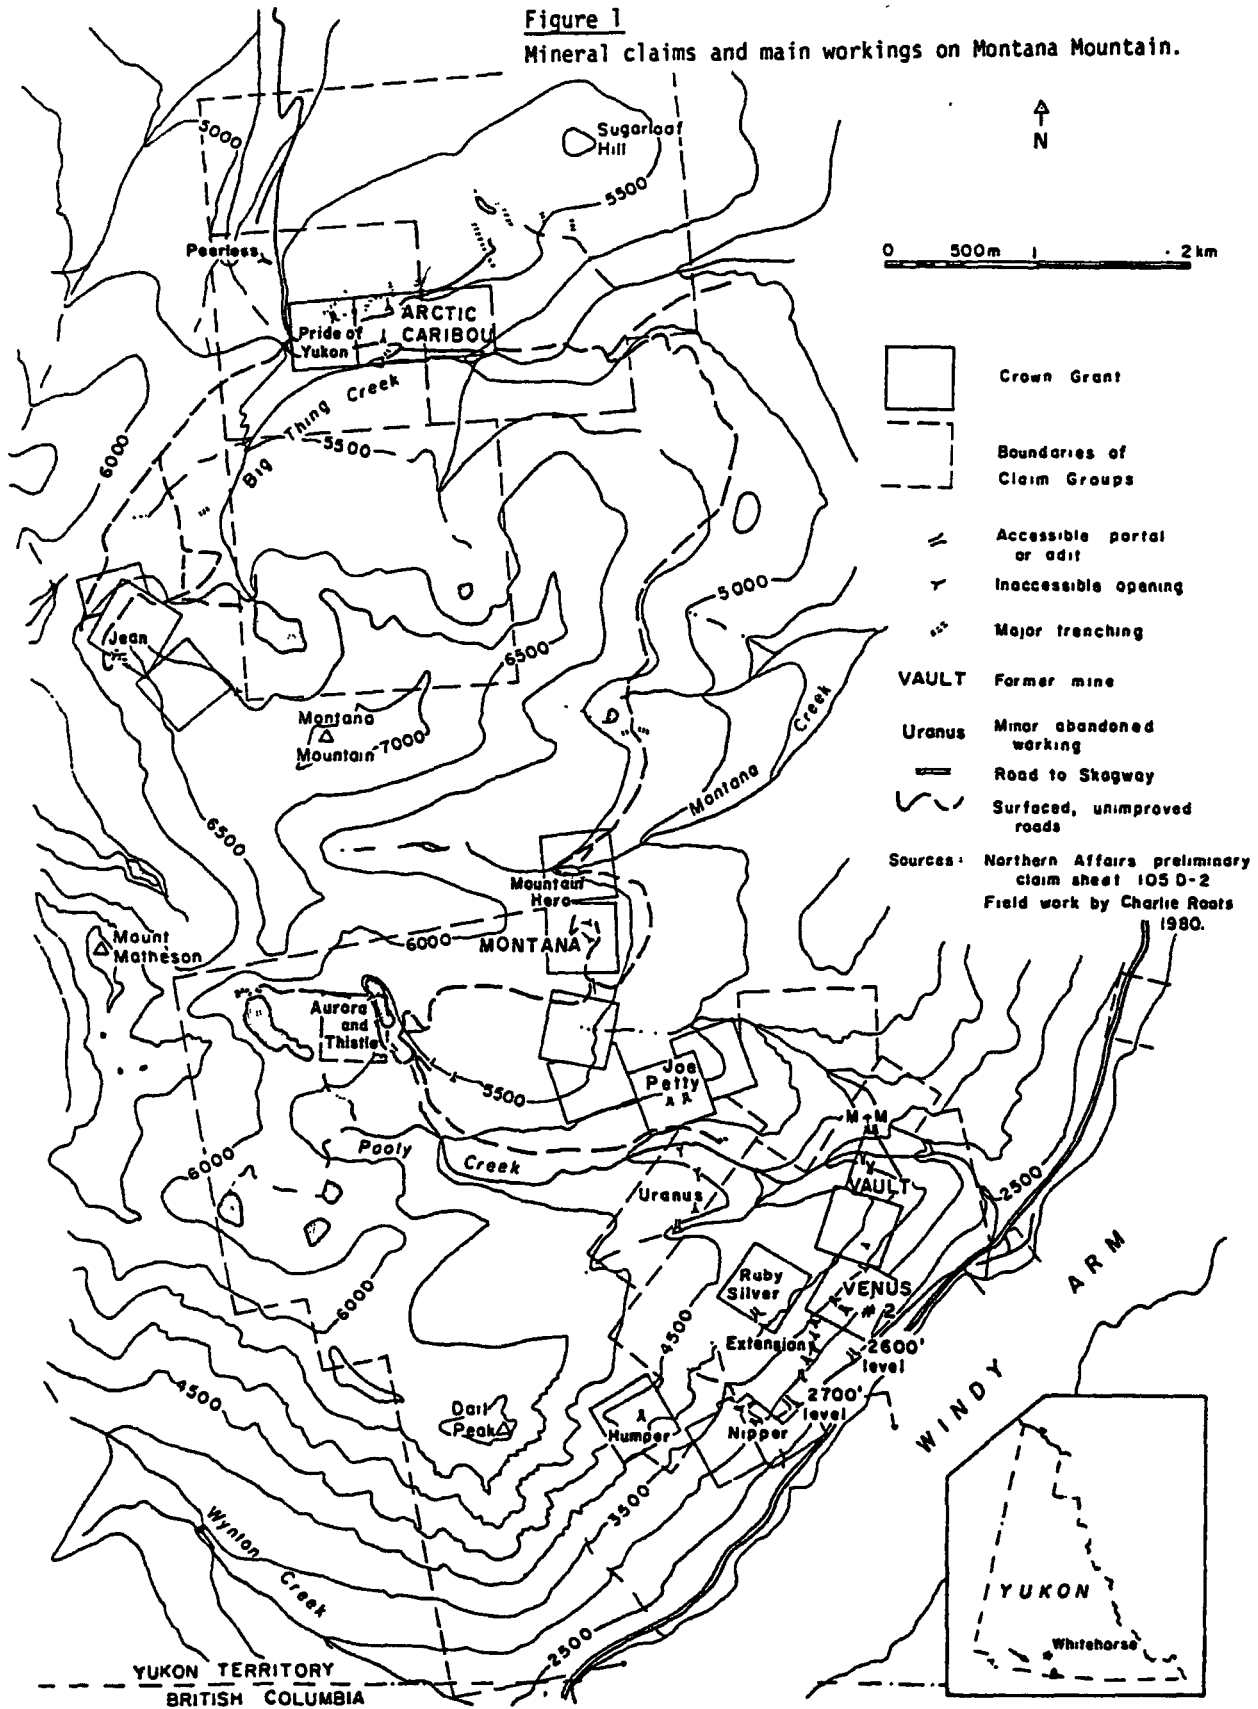 Figure 1
Mineral claims and main workings on Montana Mountain.
N
0 500m 2 km
Crown Grant
Boundaries of
Claim Groups
Accessible portal
or adit
Inaccessible opening
Major trenching
VAULT Former mine
Uranus Minor abandoned
working
Road to Skagway
Surfaced, unimproved
roads
Sources: Northern Affairs preliminary
claim sheet 105 D-2
Field work by Charlie Roots
1980.
5000
Sugarloaf
Hill
5500
Peerless
ARCTIC
CARIBOU
Pride of
Yukon
Big Thing Creek
5500
6000
5000
Jean
6500
Montana
Mountain
7000
Montana Creek
6500
Mountain
Hero
6000
MONTANA
Mount
Matheson
Aurora
and
Thistle
5500
Joe
Petty
M+M
Pooly Creek
6000
VAULT
2500
Uranus
Ruby
Silver
VENUS
# 2
ARM
6000
4500
Extension
2600'
level
2700'
level
WINDY
4500
Dail
Peak
Humper
Nipper
3500
Wynton Creek
2500
YUKON
Whitehorse
YUKON TERRITORY
BRITISH COLUMBIA